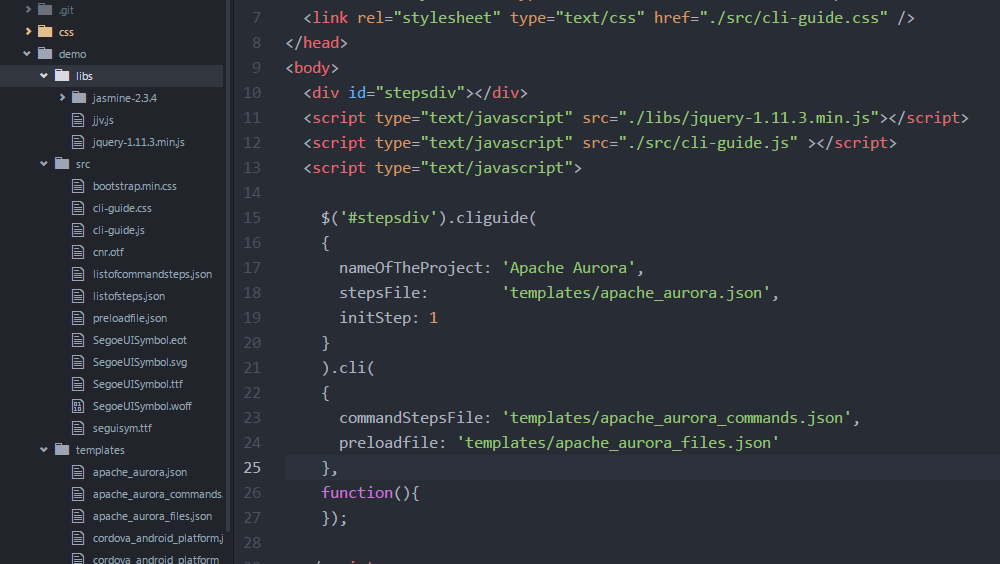 .git
css
demo
libs
jasmine-2.3.4
jjv.js
jquery-1.11.3.min.js
src
bootstrap.min.css
cli-guide.css
cli-guide.js
cnr.otf
listofcommandsteps.json
listofsteps.json
preloadfile.json
SegoeUISymbol.eot
SegoeUISymbol.svg
SegoeUISymbol.ttf
SegoeUISymbol.woff
seguisym.ttf
templates
apache_aurora.json
apache_aurora_commands.
apache_aurora_files.json
cordova_android_platform.j
cordova_android_platform
7 <link rel="stylesheet" type="text/css" href="./src/cli-guide.css" />
8 </head>
9 <body>
10 <div id="stepsdiv"></div>
11 <script type="text/javascript" src="./libs/jquery-1.11.3.min.js"></script>
12 <script type="text/javascript" src="./src/cli-guide.js" ></script>
13 <script type="text/javascript">
14
15 $('#stepsdiv').cliguide(
16 {
17 nameOfTheProject: 'Apache Aurora',
18 stepsFile: 'templates/apache_aurora.json',
19 initStep: 1
20 }
21 ).cli(
22 {
23 commandStepsFile: 'templates/apache_aurora_commands.json',
24 preloadfile: 'templates/apache_aurora_files.json'
25 },
26 function(){
27 });
28